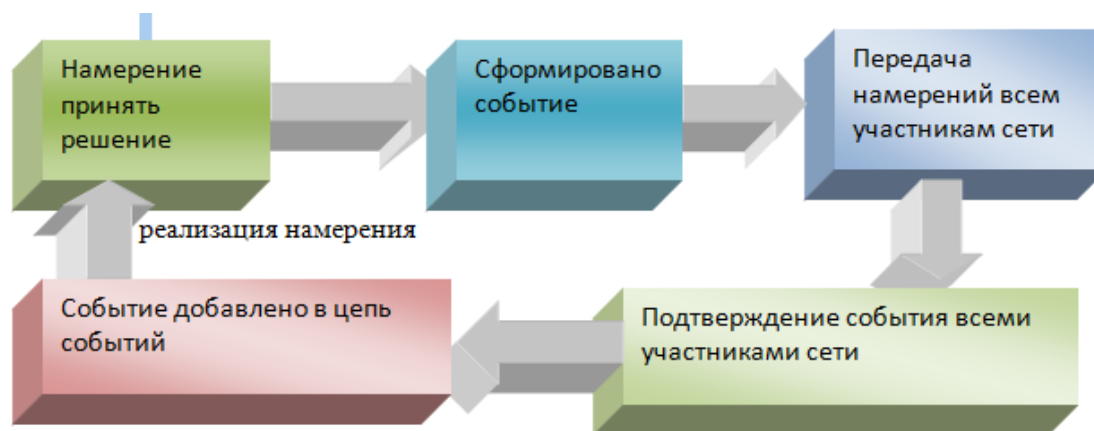 Намерение
принять
решение
Сформировано
событие
Передача
намерений всем
участникам сети
реализация намерения
Событие добавлено в цепь
событий
Подтверждение события всеми
участниками сети